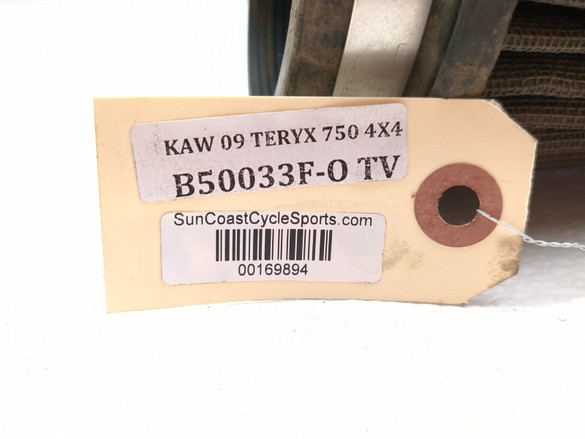 KAW 09 TERYX 750 4X4
B50033F-O TV
SunCoastCycleSports.com
00169894